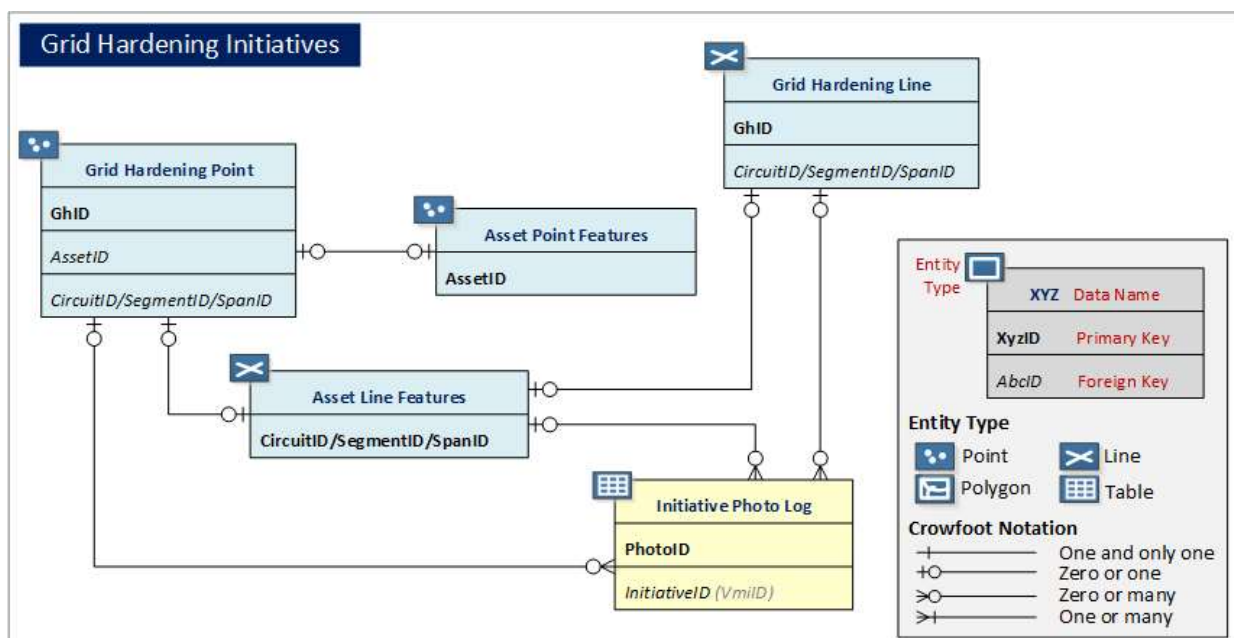 Grid Hardening Initiatives
Grid Hardening Line
GhID
CircuitID/SegmentID/SpanID
Grid Hardening Point
GhID
AssetID
CircuitID/SegmentID/SpanID
Asset Point Features
AssetID
Asset Line Features
CircuitID/SegmentID/SpanID
Initiative Photo Log
PhotoID
InitiativeID (VmiID)
Entity
Type
XYZ Data Name
XyzID Primary Key
AbcID Foreign Key
Entity Type
Point
Line
Polygon
Table
Crowfoot Notation
One and only one
Zero or one
Zero or many
One or many